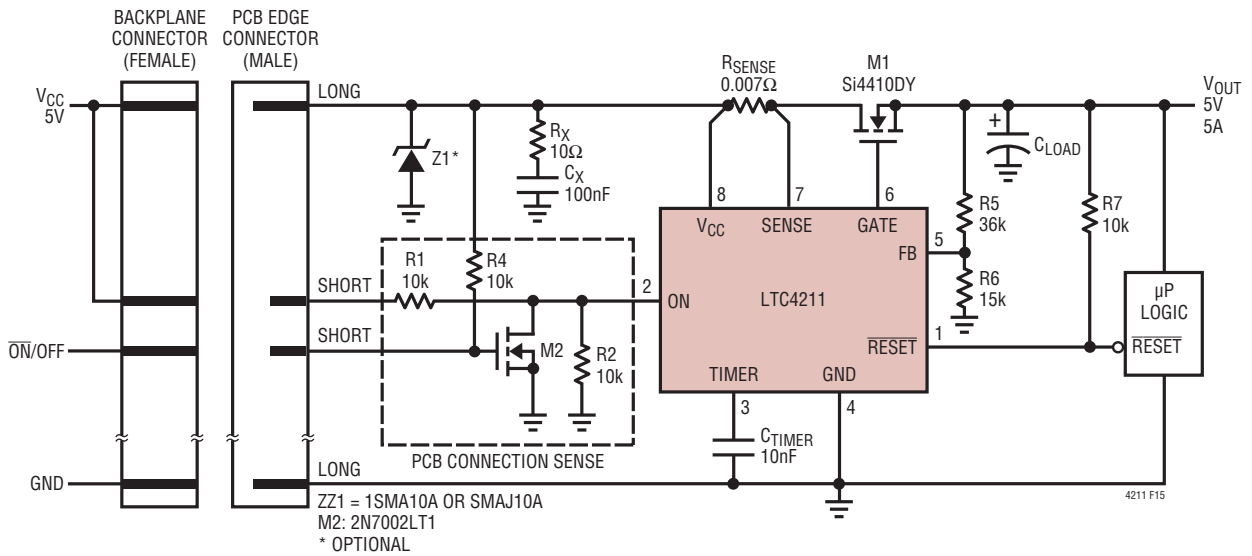 BACKPLANE
CONNECTOR
(FEMALE)
PCB EDGE
CONNECTOR
(MALE)
VCC
5V
LONG
Z1*
RX
10Ω
CX
100nF
RSENSE
0.007Ω
M1
Si4410DY
VOUT
5V
5A
+
CLOAD
8
7
6
VCC
SENSE
GATE
R5
36k
R7
10k
5
FB
R1
10k
R4
10k
SHORT
2
ON
LTC4211
R6
15k
µP
LOGIC
SHORT
ON/OFF
M2
R2
10k
RESET
1
RESET
TIMER
GND
3
4
CTIMER
10nF
PCB CONNECTION SENSE
GND
LONG
ZZ1 = 1SMA10A OR SMAJ10A
M2: 2N7002LT1
* OPTIONAL
4211 F15